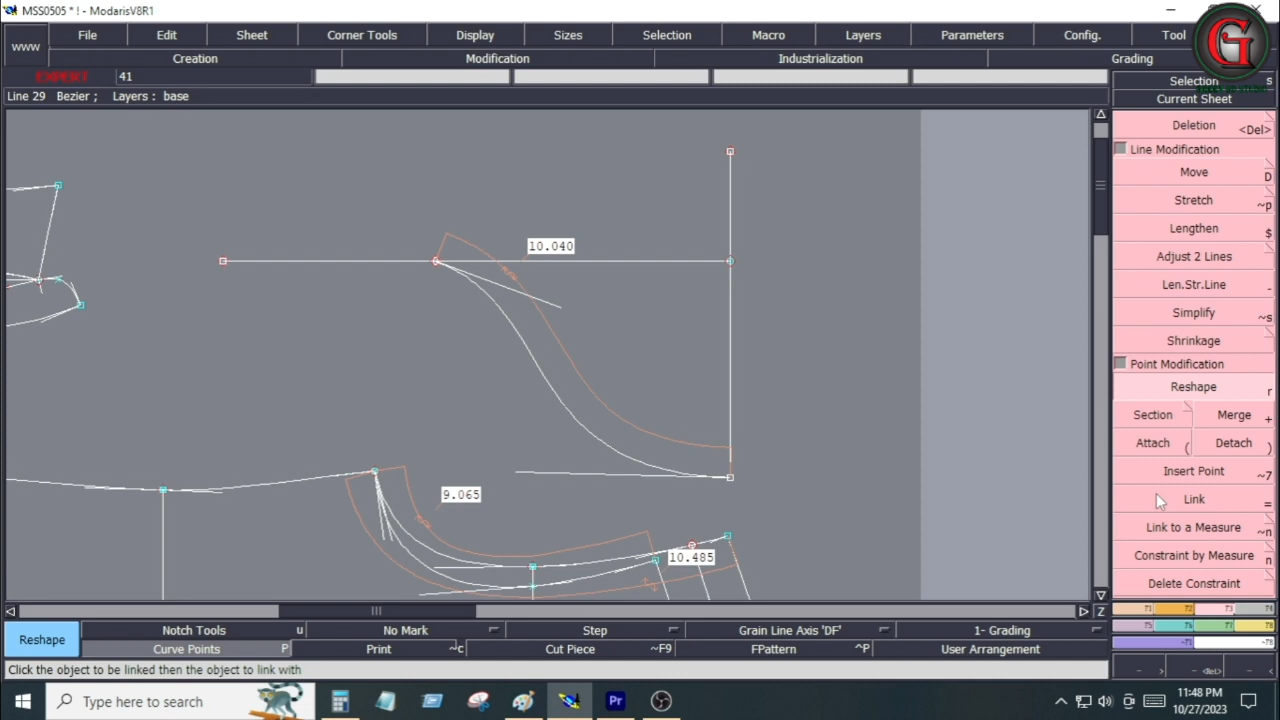 MSS0505 * ! - ModarisV8R1
www
File Edit Sheet Corner Tools Display Sizes Selection Macro Layers Parameters Config. Tool
Creation Modification Industrialization Grading
EXPERT 41
Line 29 Bezier ; Layers : base
Selection s
Current Sheet
Deletion <Del>
Line Modification
Move D
Stretch ~p
Lengthen $
Adjust 2 Lines
Len.Str.Line -
Simplify ~s
Shrinkage
Point Modification
Reshape r
Section Merge +
Attach ( Detach )
Insert Point ~7
Link =
Link to a Measure ~n
Constraint by Measure n
Delete Constraint
10.040
9.065
10.485
Z
Reshape
Notch Tools u No Mark Step Grain Line Axis 'DF' 1- Grading
Curve Points P Print ~c Cut Piece ~F9 FPattern ^P User Arrangement
Click the object to be linked then the object to link with
Type here to search
Pr
11:48 PM
10/27/2023